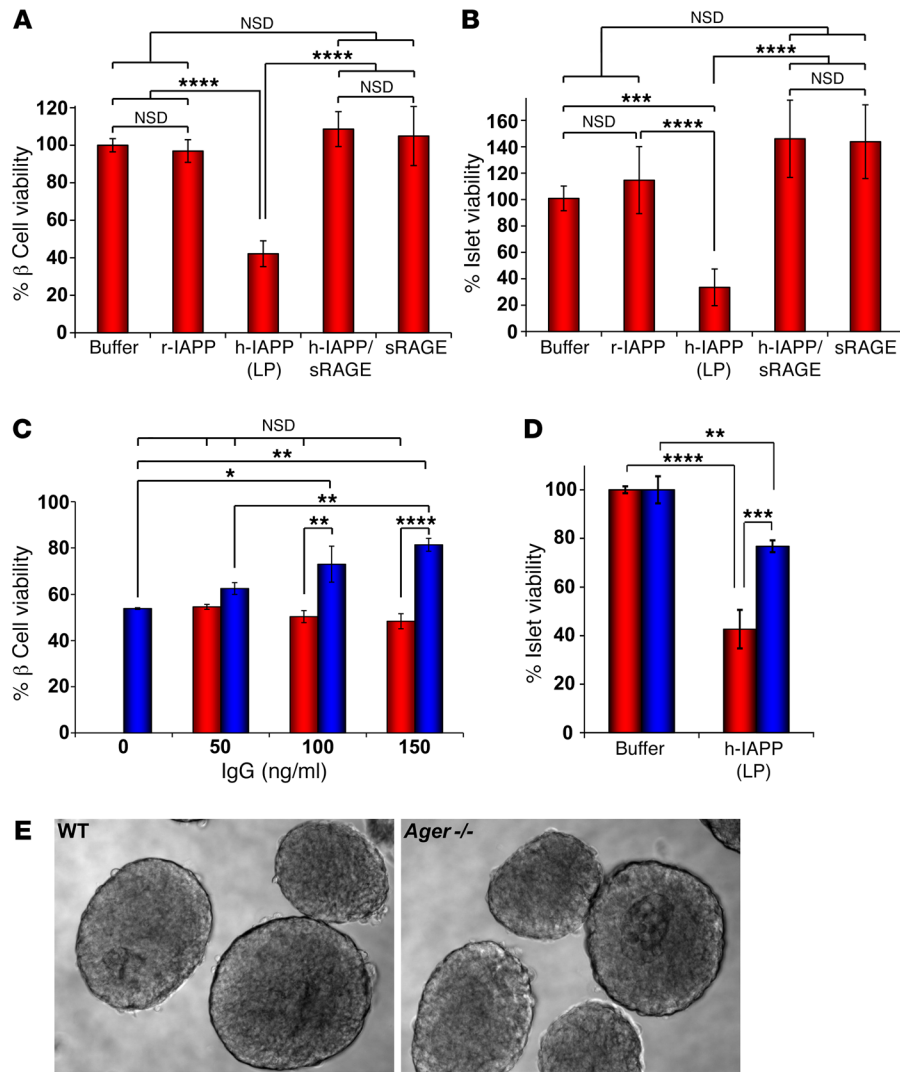 A
NSD
****
****
NSD
NSD
% β Cell viability
120
100
80
60
40
20
0
Buffer
r-IAPP
h-IAPP
(LP)
h-IAPP/
sRAGE
sRAGE
B
NSD
****
***
NSD
NSD
****
% Islet viability
160
140
120
100
80
60
40
20
0
Buffer
r-IAPP
h-IAPP
(LP)
h-IAPP/
sRAGE
sRAGE
C
NSD
**
*
**
**
****
% β Cell viability
100
80
60
40
20
0
0
50
100
150
IgG (ng/ml)
D
**
****
***
% Islet viability
100
80
60
40
20
0
Buffer
h-IAPP
(LP)
E
WT
Ager -/-